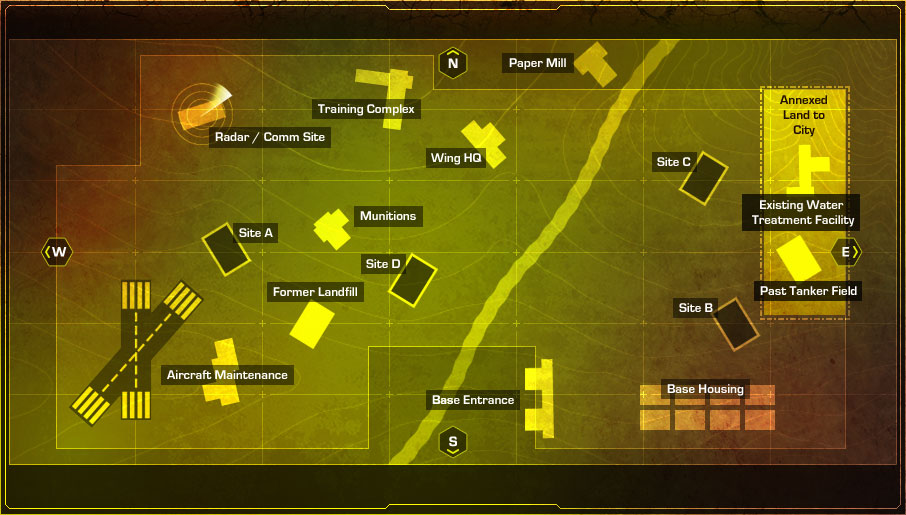 N
Paper Mill
Annexed
Land to
City
Training Complex
Radar / Comm Site
Wing HQ
Site C
Existing Water
Treatment Facility
Munitions
Site A
W
E
Site D
Former Landfill
Past Tanker Field
Site B
Aircraft Maintenance
Base Housing
Base Entrance
S